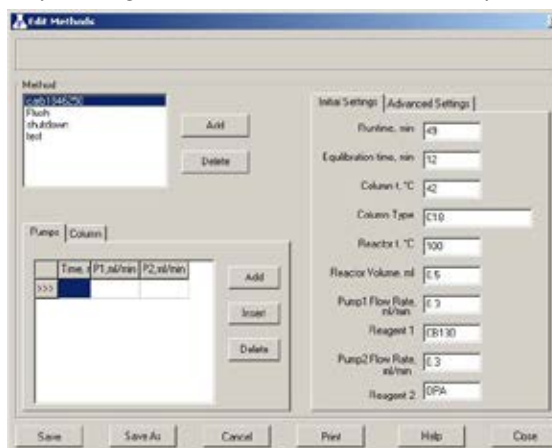 Edit Methods
Method
carb1046250
Flush
shutdown
test
Add
Delete
Pumps
Column
Time, r
P1,ml/min
P2,ml/min
>>>
Add
Insert
Delete
Initial Settings
Advanced Settings
Runtime, min
49
Equilibration time, min
12
Column t, °C
42
Column Type
C18
Reactor t, °C
100
Reactor Volume. ml
0.5
Pump1 Flow Rate,
ml/min
0.3
Reagent 1
CB130
Pump2 Flow Rate,
ml/min
0.3
Reagent 2
OPA
Save
Save As
Cancel
Print
Help
Close